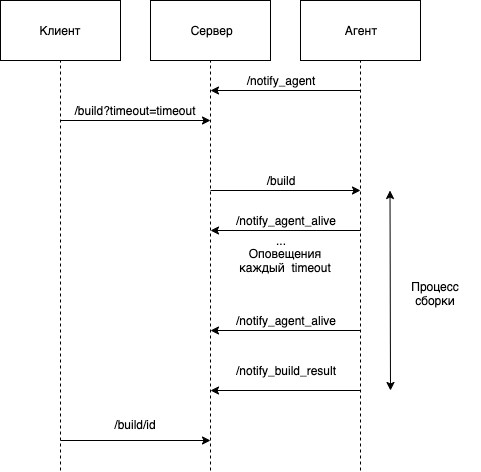 Клиент
Сервер
Агент
/notify_agent
/build?timeout=timeout
/build
/notify_agent_alive
...
Оповещения
каждый timeout
Процесс
сборки
/notify_agent_alive
/notify_build_result
/build/id